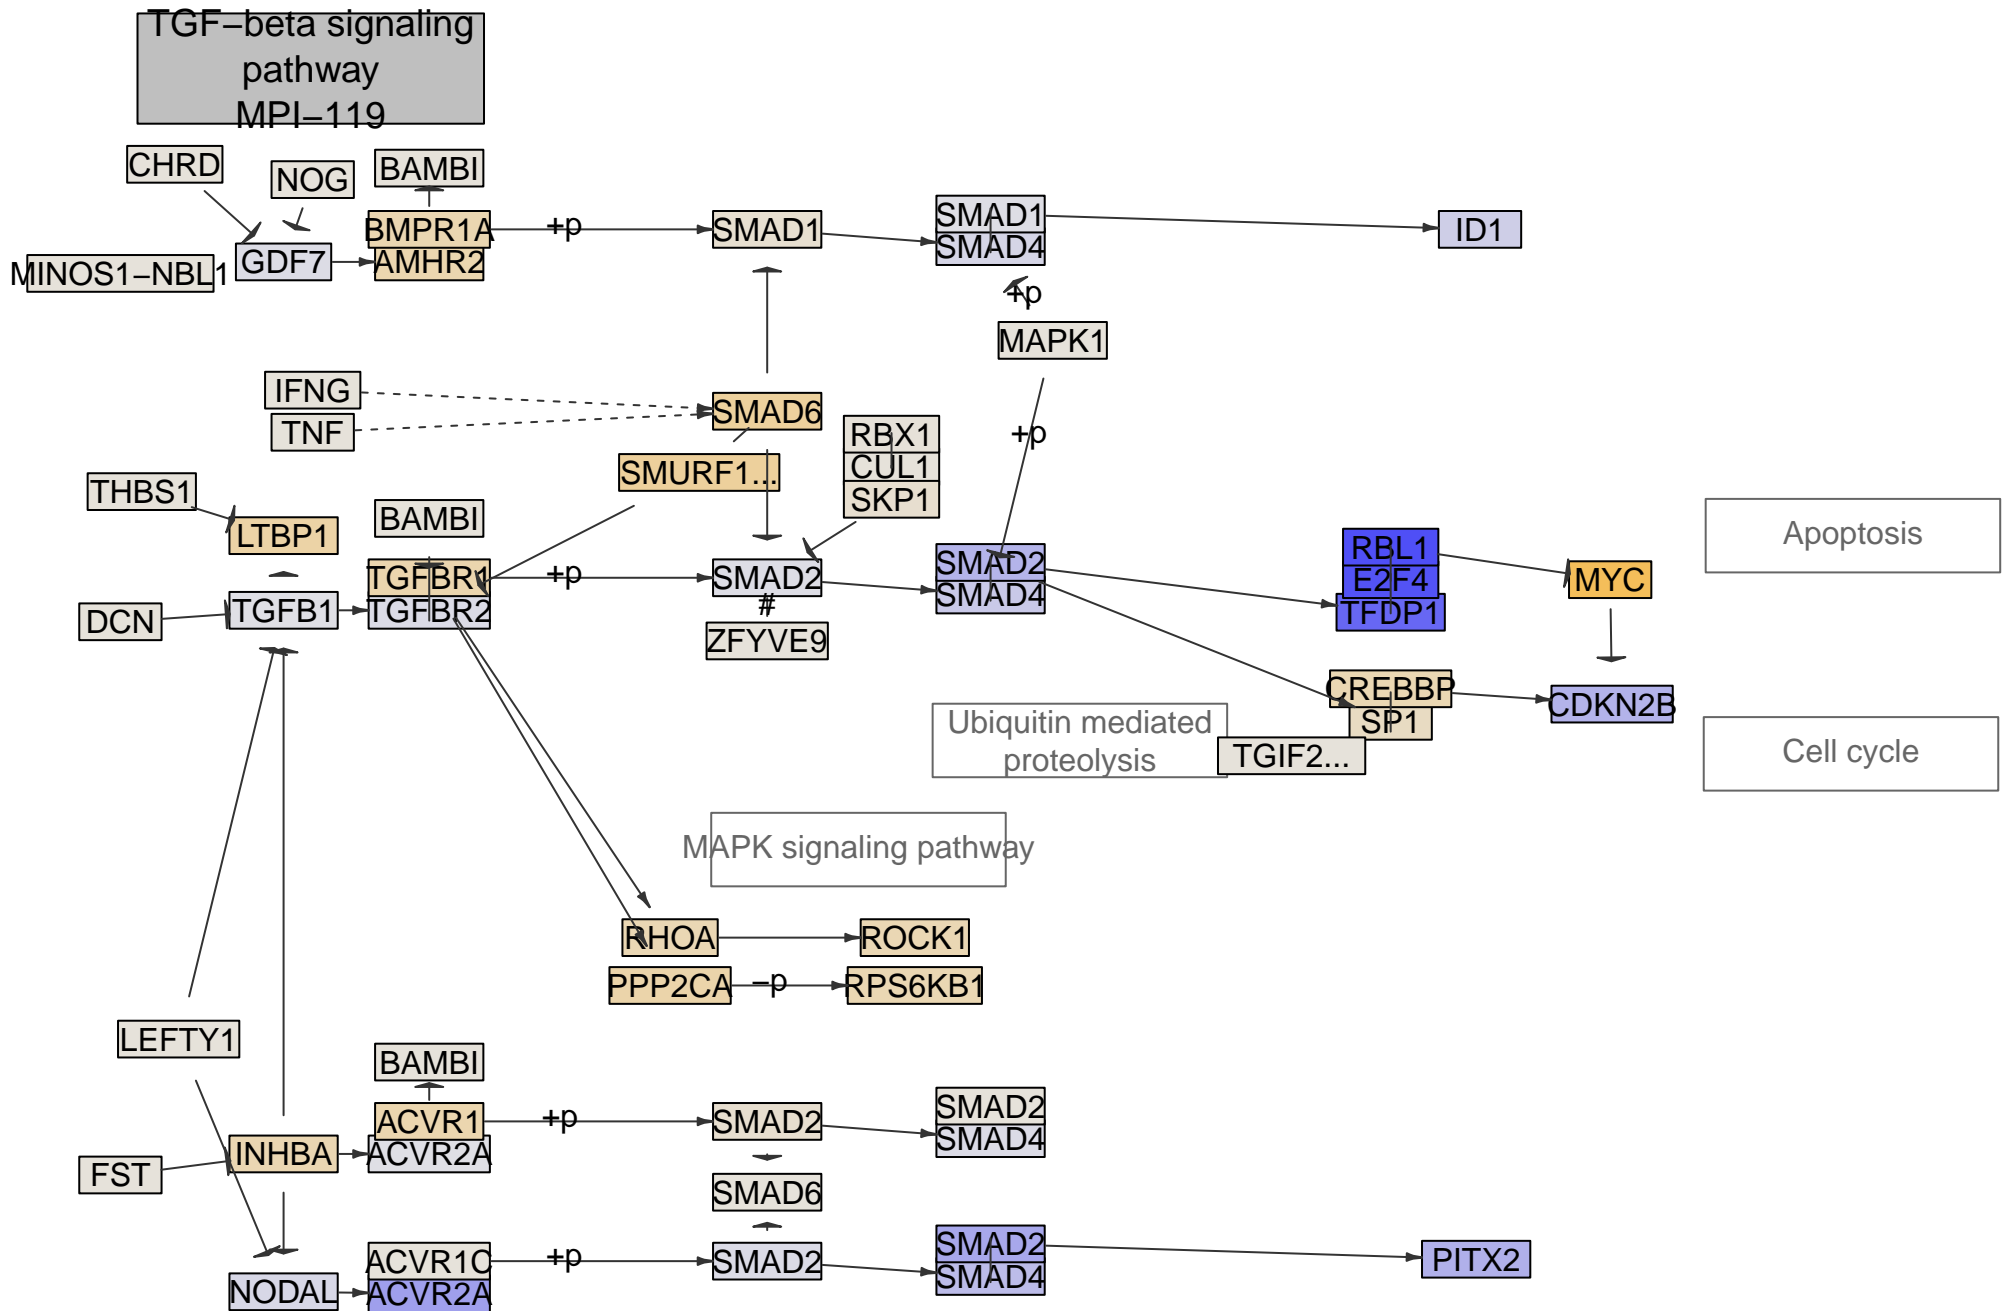 TGF−beta signaling
pathway
MPI−119
CHRD
NOG
BAMBI
BMPR1A
+p
SMAD1
SMAD1
SMAD4
ID1
MINOS1−NBL1
GDF7
AMHR2
+p
MAPK1
IFNG
TNF
SMAD6
RBX1
CUL1
SKP1
+p
THBS1
SMURF1...
LTBP1
BAMBI
TGFBR1
TGFBR2
+p
SMAD2
#
ZFYVE9
SMAD2
SMAD4
RBL1
E2F4
TFDP1
MYC
Apoptosis
DCN
TGFB1
CREBBP
SP1
TGIF2...
CDKN2B
Ubiquitin mediated
proteolysis
Cell cycle
MAPK signaling pathway
RHOA
ROCK1
PPP2CA
−p
RPS6KB1
LEFTY1
BAMBI
ACVR1
ACVR2A
+p
SMAD2
SMAD2
SMAD4
INHBA
FST
SMAD6
ACVR1C
ACVR2A
+p
SMAD2
SMAD2
SMAD4
PITX2
NODAL